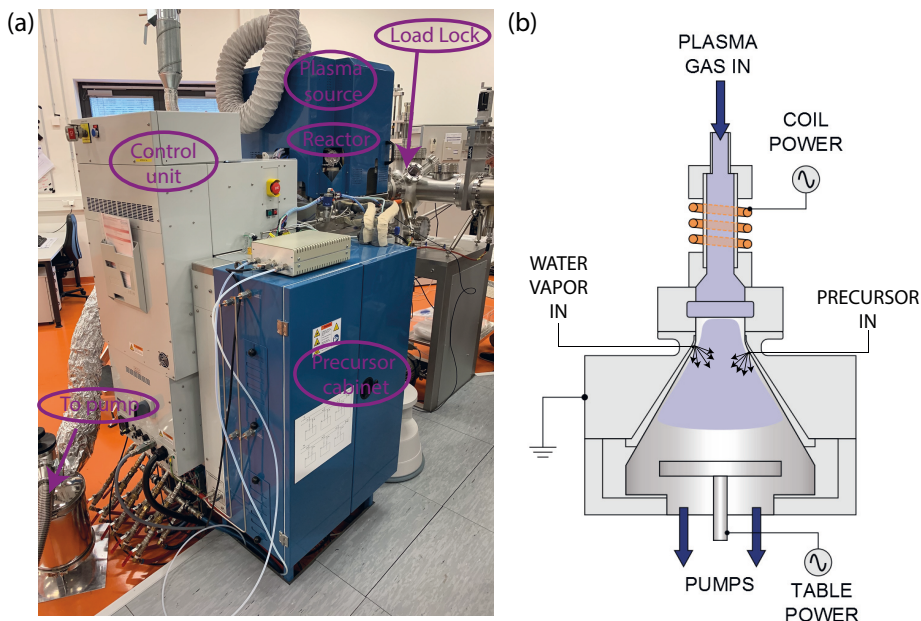 (a)
Load Lock
Plasma
source
Reactor
Control
unit
Precursor
cabinet
To pump
(b)
PLASMA
GAS IN
COIL
POWER
WATER
VAPOR
IN
PRECURSOR
IN
PUMPS
TABLE
POWER